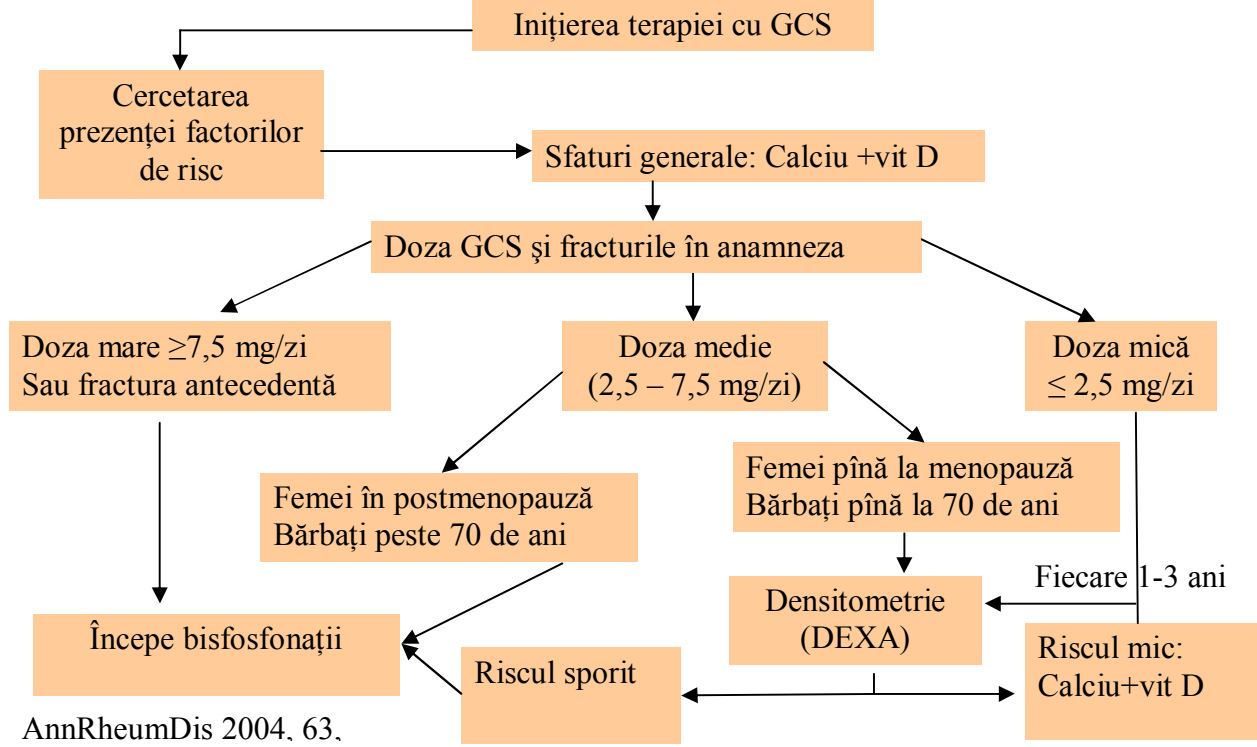 Inițierea terapiei cu GCS
Cercetarea
prezenței factorilor
de risc
Sfaturi generale: Calciu +vit D
Doza GCS şi fracturile în anamneza
Doza mare ≥7,5 mg/zi
Sau fractura antecedentă
Doza medie
(2,5 – 7,5 mg/zi)
Doza mică
≤ 2,5 mg/zi
Femei în postmenopauză
Bărbați peste 70 de ani
Femei pînă la menopauză
Bărbați pînă la 70 de ani
Fiecare 1-3 ani
Densitometrie
(DEXA)
Începe bisfosfonații
Riscul sporit
Riscul mic:
Calciu+vit D
AnnRheumDis 2004, 63,